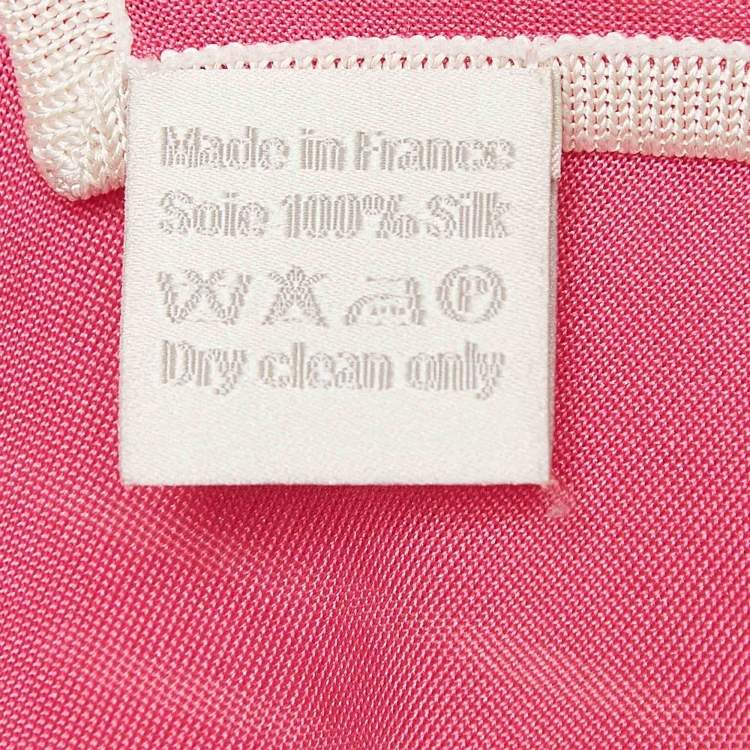 Made in France
Soie 100% Silk
P
Dry clean only